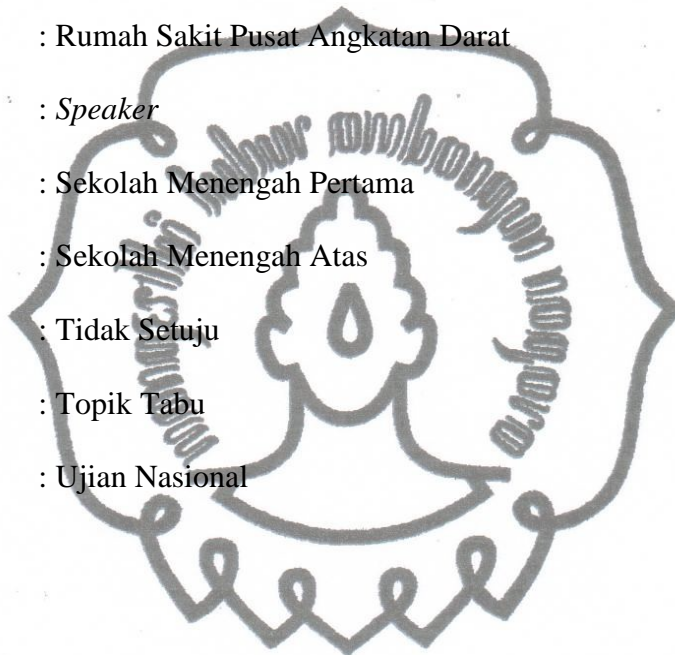 : Rumah Sakit Pusat Angkatan Darat
: Speaker
: Sekolah Menengah Pertama
: Sekolah Menengah Atas
: Tidak Setuju
: Topik Tabu
: Ujian Nasional